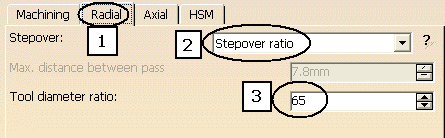 Machining Radial Axial HSM
1
Stepover: 2 Stepover ratio ?
Max. distance between pass 7.8mm
Tool diameter ratio: 3 65